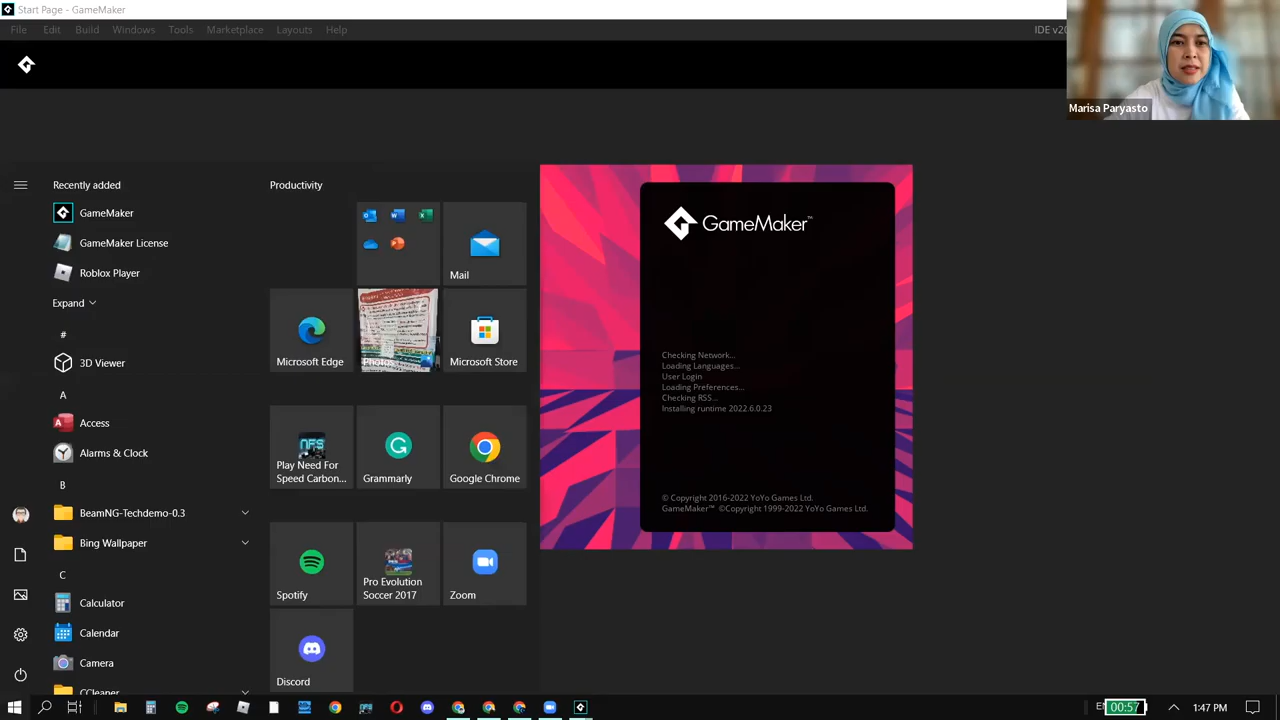 Start Page - GameMaker
File Edit Build Windows Tools Marketplace Layouts Help
IDE v20
Marisa Paryasto
Recently added
GameMaker
GameMaker License
Roblox Player
Expand
#
3D Viewer
A
Access
Alarms & Clock
B
BeamNG-Techdemo-0.3
Bing Wallpaper
C
Calculator
Calendar
Camera
CCleaner
Productivity
Mail
Microsoft Edge
Photos
Microsoft Store
Play Need For
Speed Carbon...
Grammarly
Google Chrome
Spotify
Pro Evolution
Soccer 2017
Zoom
Discord
GameMaker™
Checking Network...
Loading Languages...
User Login
Loading Preferences...
Checking RSS...
Installing runtime 2022.6.0.23
© Copyright 2016-2022 YoYo Games Ltd.
GameMaker™ ©Copyright 1999-2022 YoYo Games Ltd.
00:57
1:47 PM